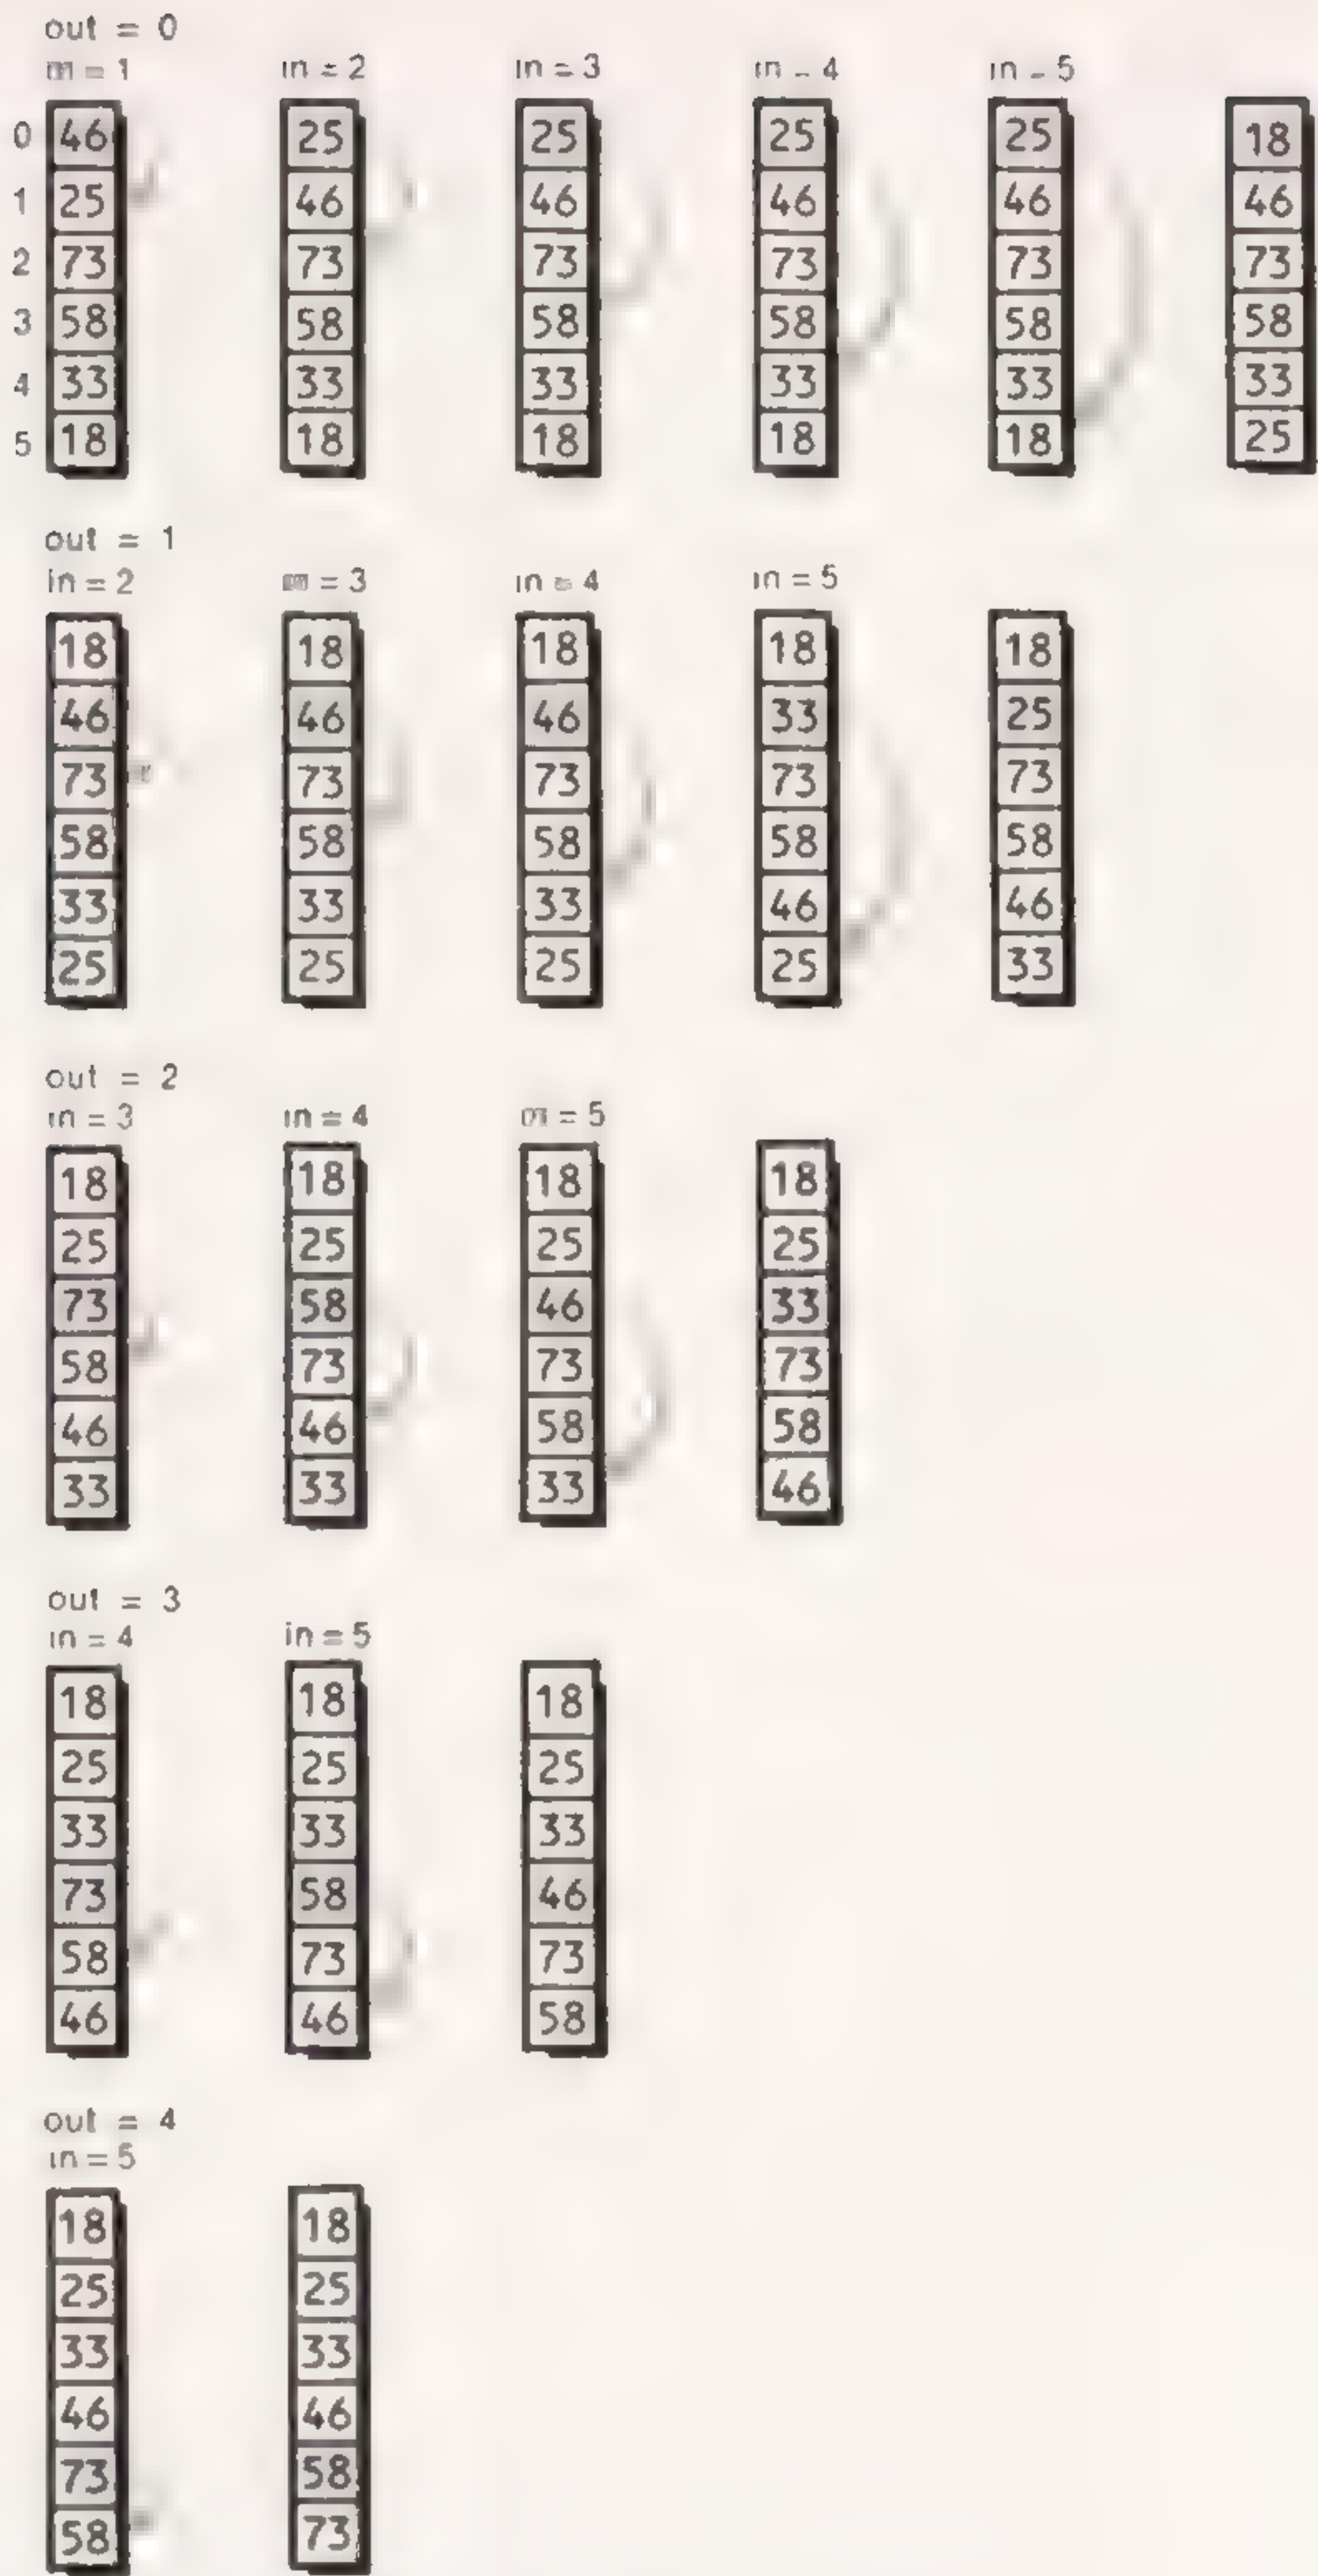 out = 0
in = 1 in = 2 in = 3 in = 4 in = 5
0 46 25 25 25 25 18
1 25 46 46 46 46 46
2 73 73 73 73 73 73
3 58 58 58 58 58 58
4 33 33 33 33 33 33
5 18 18 18 18 18 25
out = 1
in = 2 in = 3 in = 4 in = 5
18 18 18 18 18
46 46 46 33 25
73 73 73 73 73
58 58 58 58 58
33 33 33 46 46
25 25 25 25 33
out = 2
in = 3 in = 4 in = 5
18 18 18 18
25 25 25 25
73 58 46 33
58 73 73 73
46 46 58 58
33 33 33 46
out = 3
in = 4 in = 5
18 18 18
25 25 25
33 33 33
73 58 46
58 73 73
46 46 58
out = 4
in = 5
18 18
25 25
33 33
46 46
73 58
58 73